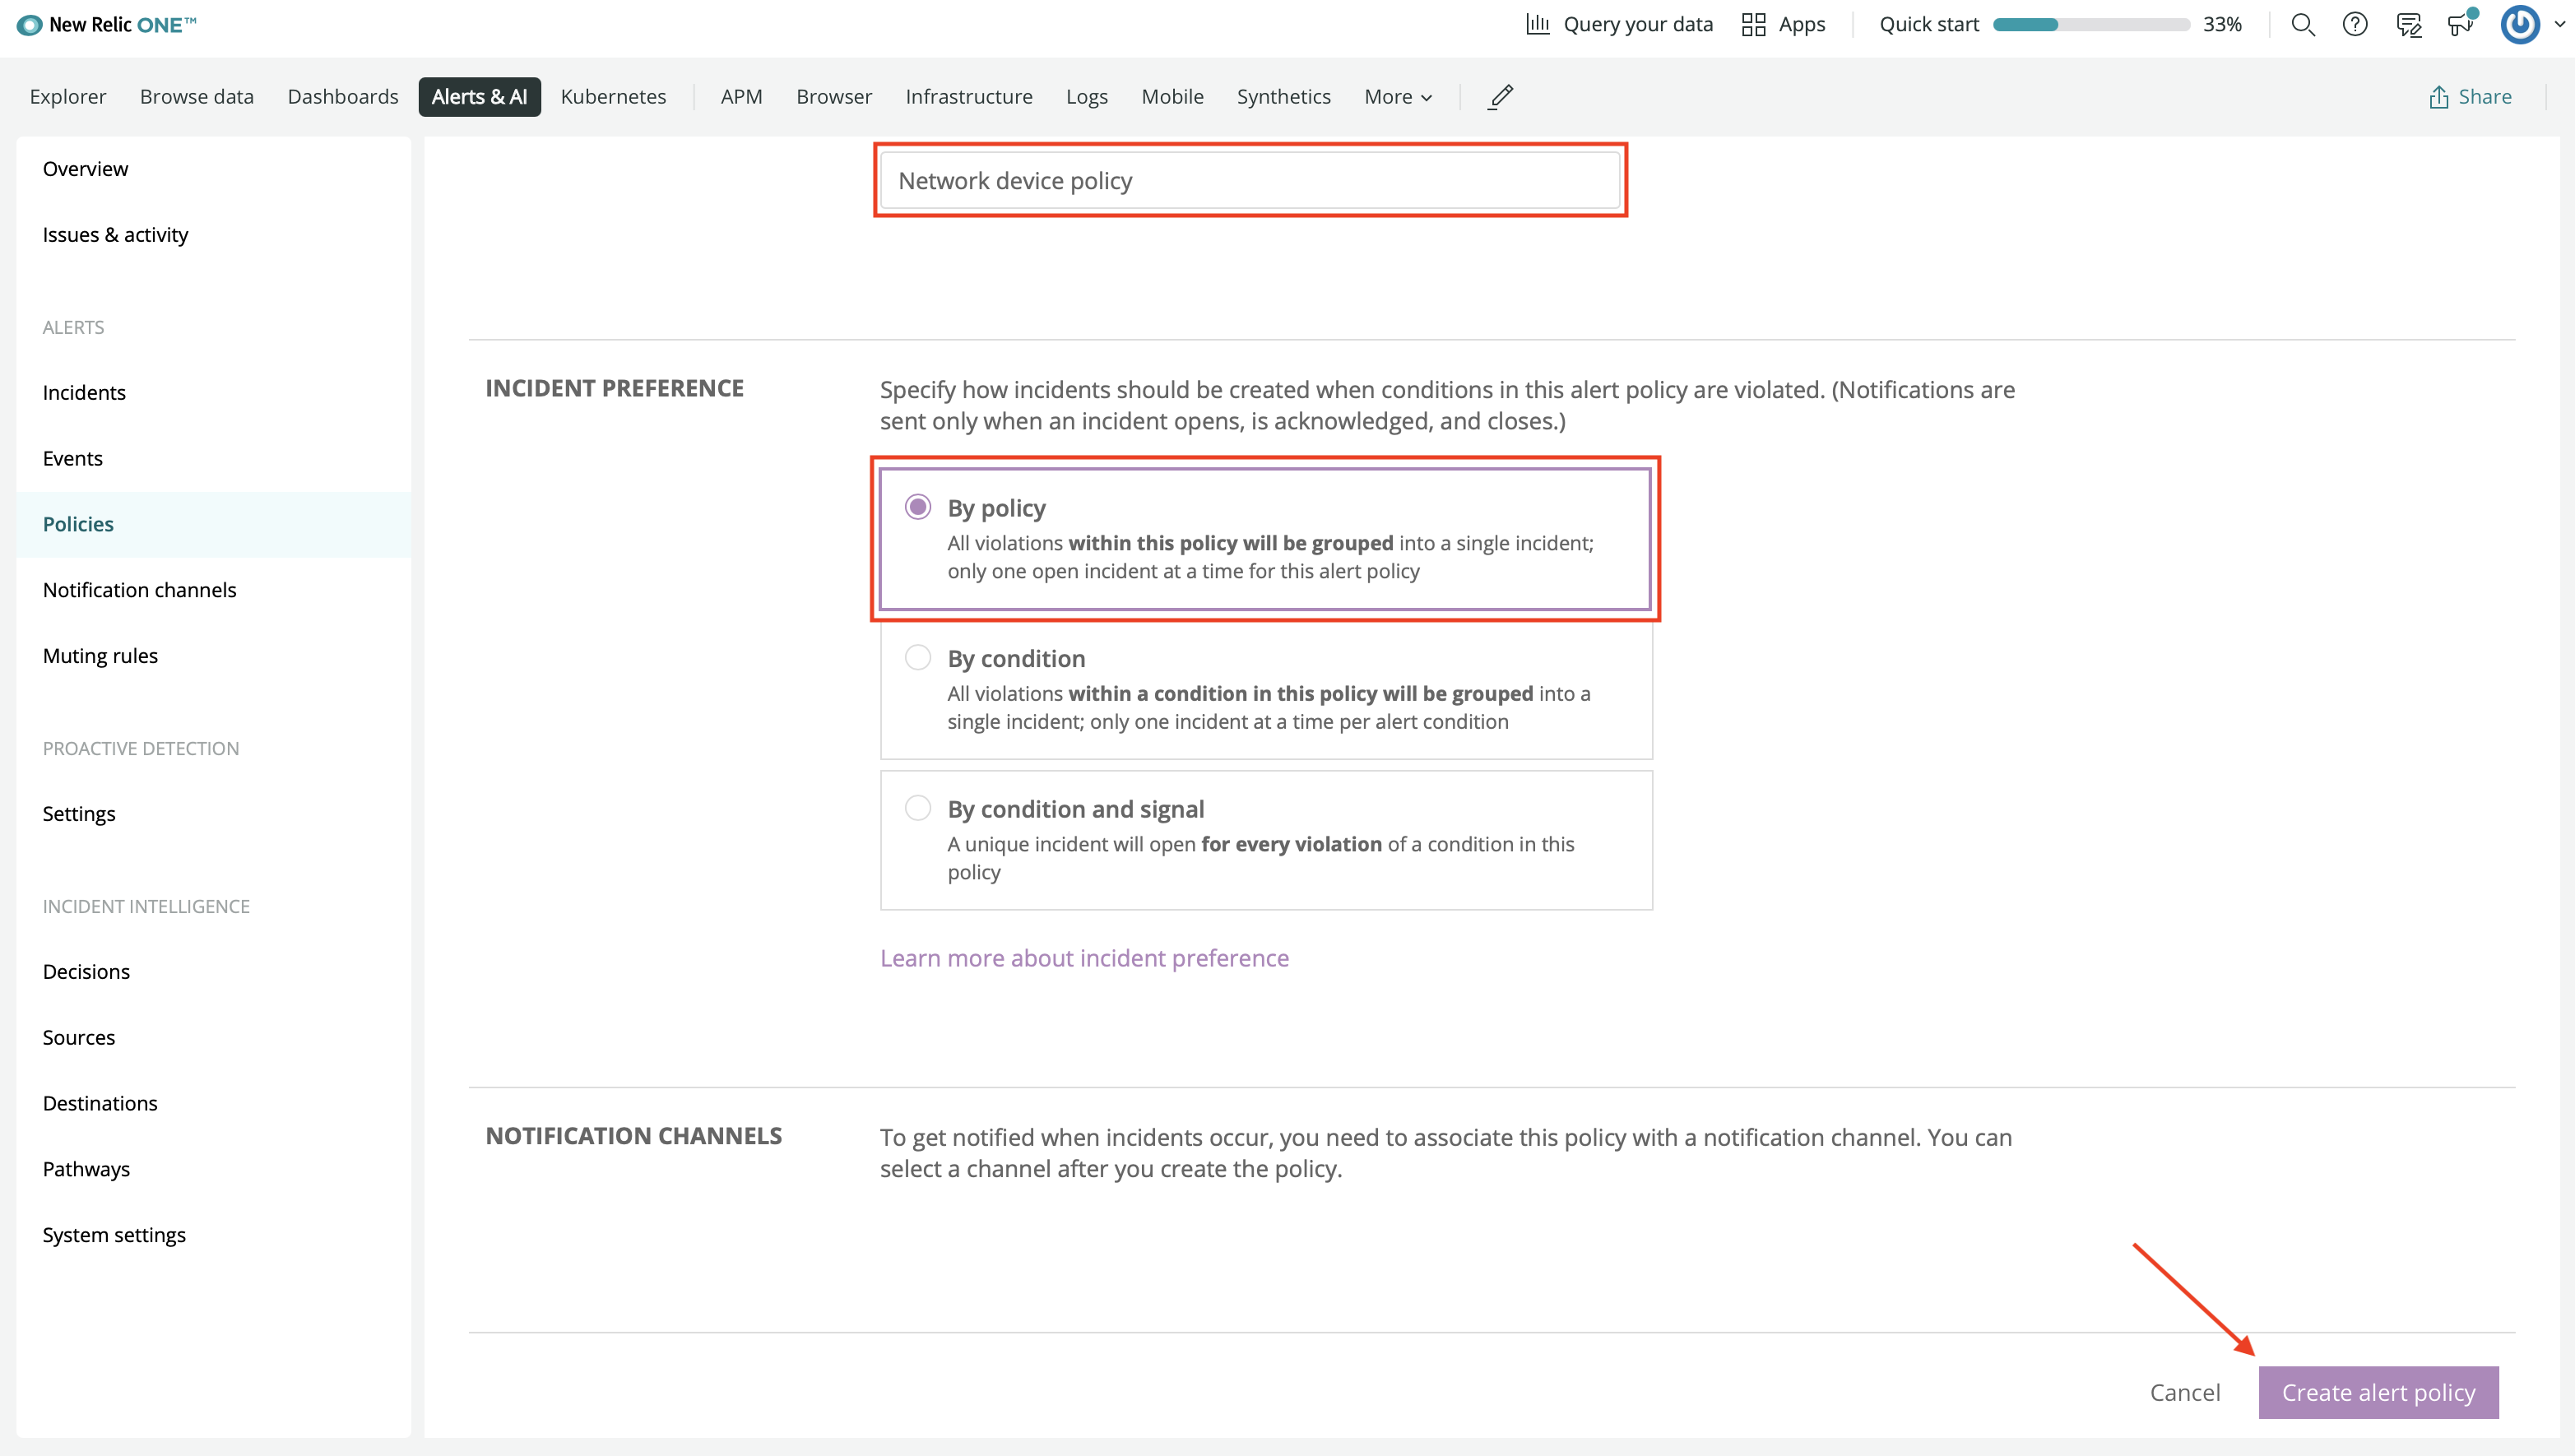 New Relic ONE™
Query your data
Apps
Quick start
33%
Explorer
Browse data
Dashboards
Alerts & AI
Kubernetes
APM
Browser
Infrastructure
Logs
Mobile
Synthetics
More
Share
Overview
Issues & activity
ALERTS
Incidents
Events
Policies
Notification channels
Muting rules
PROACTIVE DETECTION
Settings
INCIDENT INTELLIGENCE
Decisions
Sources
Destinations
Pathways
System settings
Network device policy
INCIDENT PREFERENCE
Specify how incidents should be created when conditions in this alert policy are violated. (Notifications are
sent only when an incident opens, is acknowledged, and closes.)
By policy
All violations within this policy will be grouped into a single incident;
only one open incident at a time for this alert policy
By condition
All violations within a condition in this policy will be grouped into a
single incident; only one incident at a time per alert condition
By condition and signal
A unique incident will open for every violation of a condition in this
policy
Learn more about incident preference
NOTIFICATION CHANNELS
To get notified when incidents occur, you need to associate this policy with a notification channel. You can
select a channel after you create the policy.
Cancel
Create alert policy